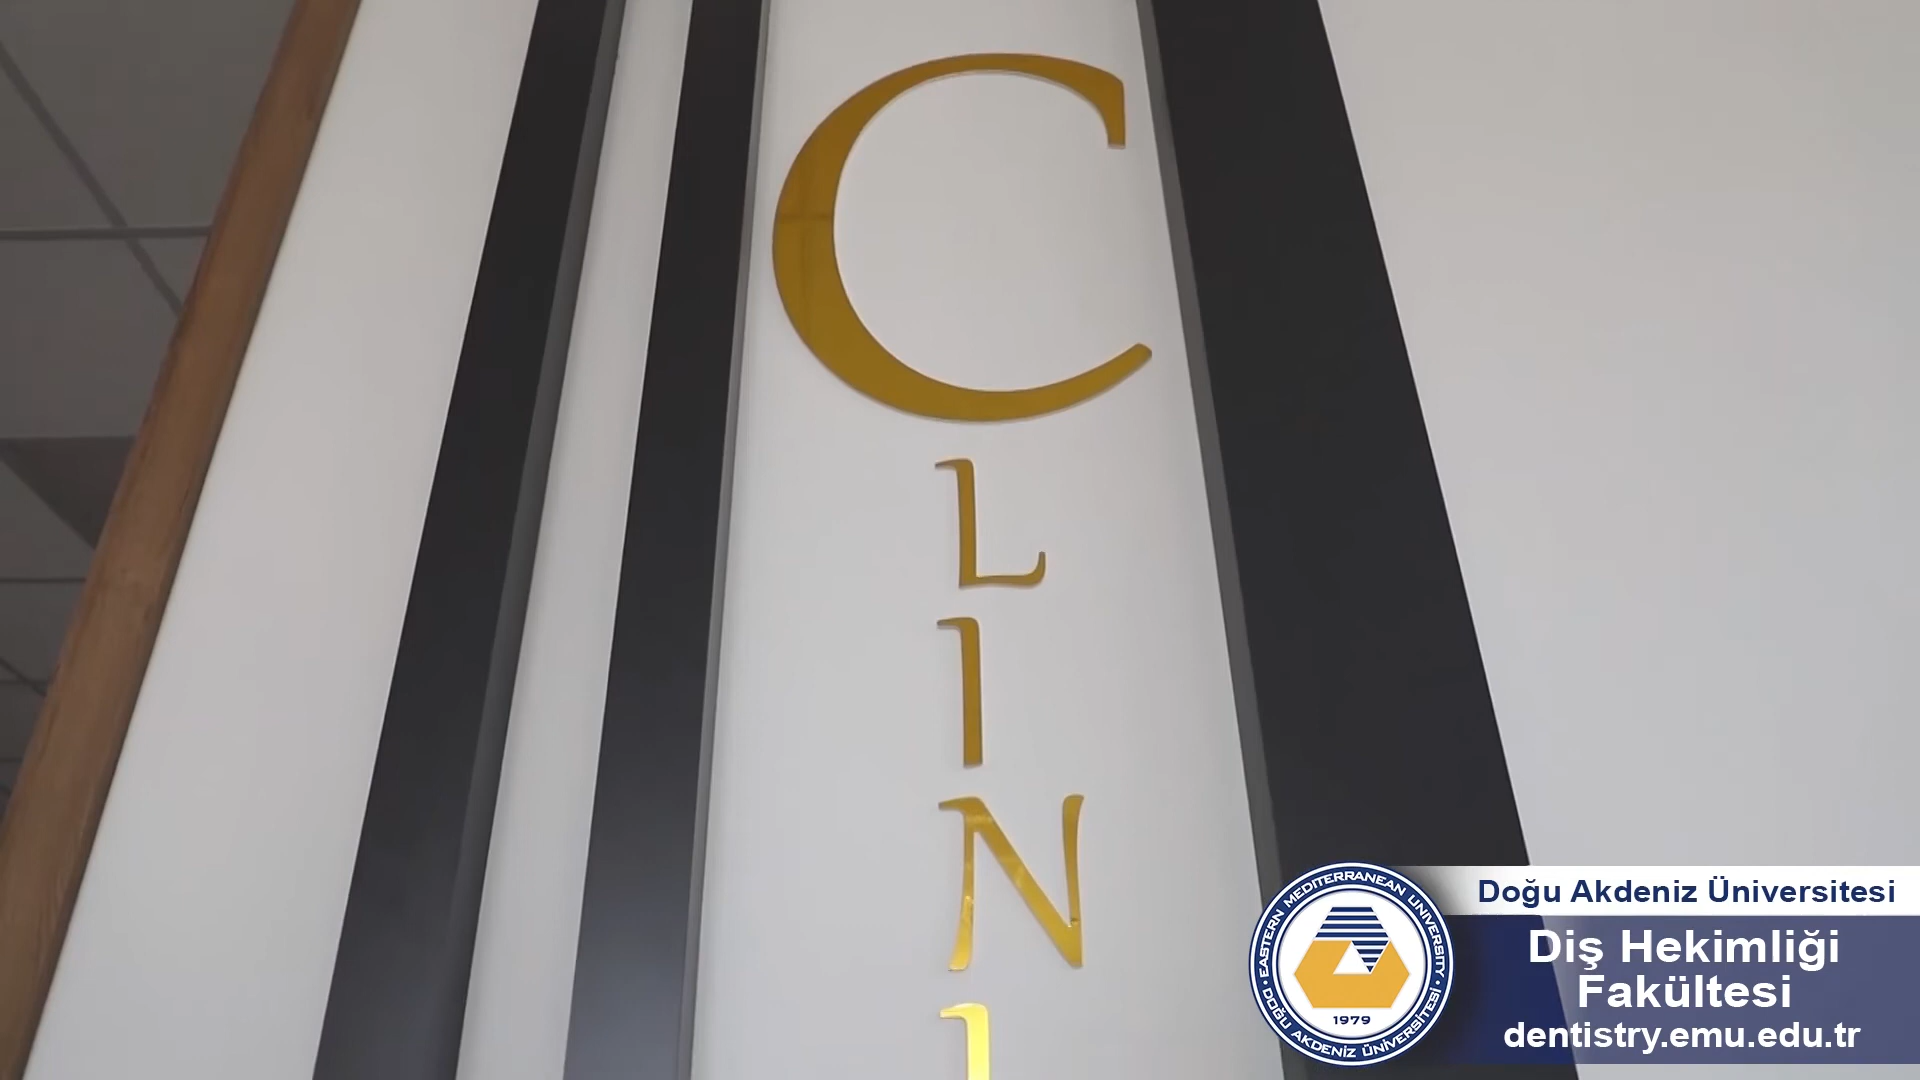 C
L
I
N
I
Doğu Akdeniz Üniversitesi
Diş Hekimliği
Fakültesi
dentistry.emu.edu.tr
EASTERN MEDITERRANEAN UNIVERSITY
1979
DOĞU AKDENİZ ÜNİVERSİTESİ